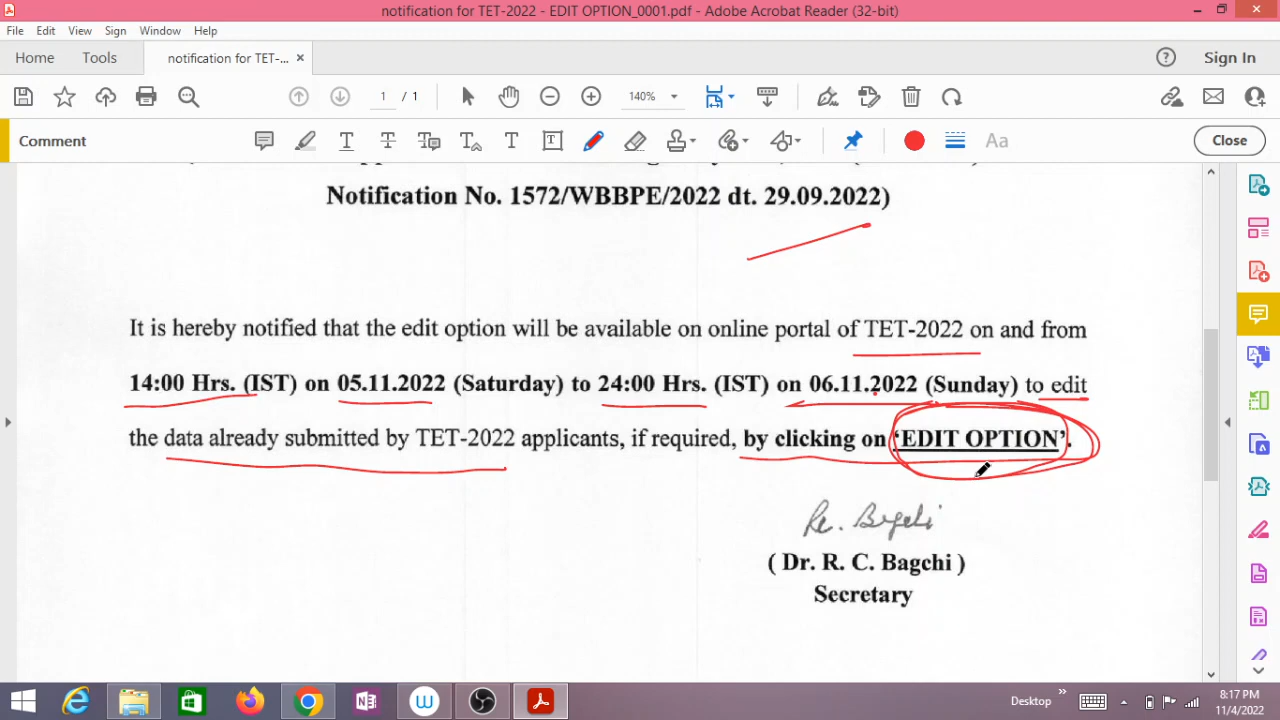 notification for TET-2022 - EDIT OPTION_0001.pdf - Adobe Acrobat Reader (32-bit)
File Edit View Sign Window Help
Home Tools notification for TET-... × Sign In
1 / 1 140%
Comment Aa Close
Notification No. 1572/WBBPE/2022 dt. 29.09.2022)
It is hereby notified that the edit option will be available on online portal of TET-2022 on and from
14:00 Hrs. (IST) on 05.11.2022 (Saturday) to 24:00 Hrs. (IST) on 06.11.2022 (Sunday) to edit
the data already submitted by TET-2022 applicants, if required, by clicking on 'EDIT OPTION'.
( Dr. R. C. Bagchi )
Secretary
Desktop
8:17 PM
11/4/2022